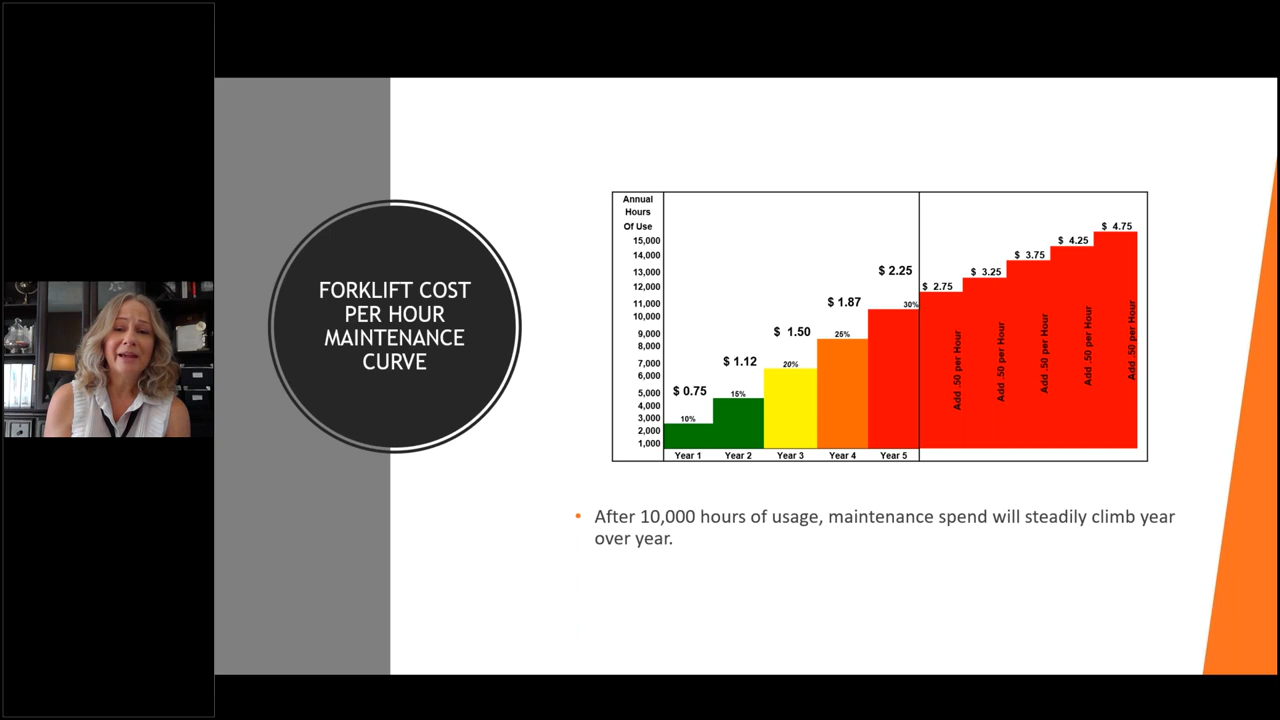 FORKLIFT COST
PER HOUR
MAINTENANCE
CURVE
Annual
Hours
Of Use
15,000
14,000
13,000
12,000
11,000
10,000
9,000
8,000
7,000
6,000
5,000
4,000
3,000
2,000
1,000
$ 0.75
10%
Year 1
$ 1.12
15%
Year 2
$ 1.50
20%
Year 3
$ 1.87
25%
Year 4
$ 2.25
30%
Year 5
$ 2.75
Add .50 per Hour
$ 3.25
Add .50 per Hour
$ 3.75
Add .50 per Hour
$ 4.25
Add .50 per Hour
$ 4.75
Add .50 per Hour
• After 10,000 hours of usage, maintenance spend will steadily climb year
over year.